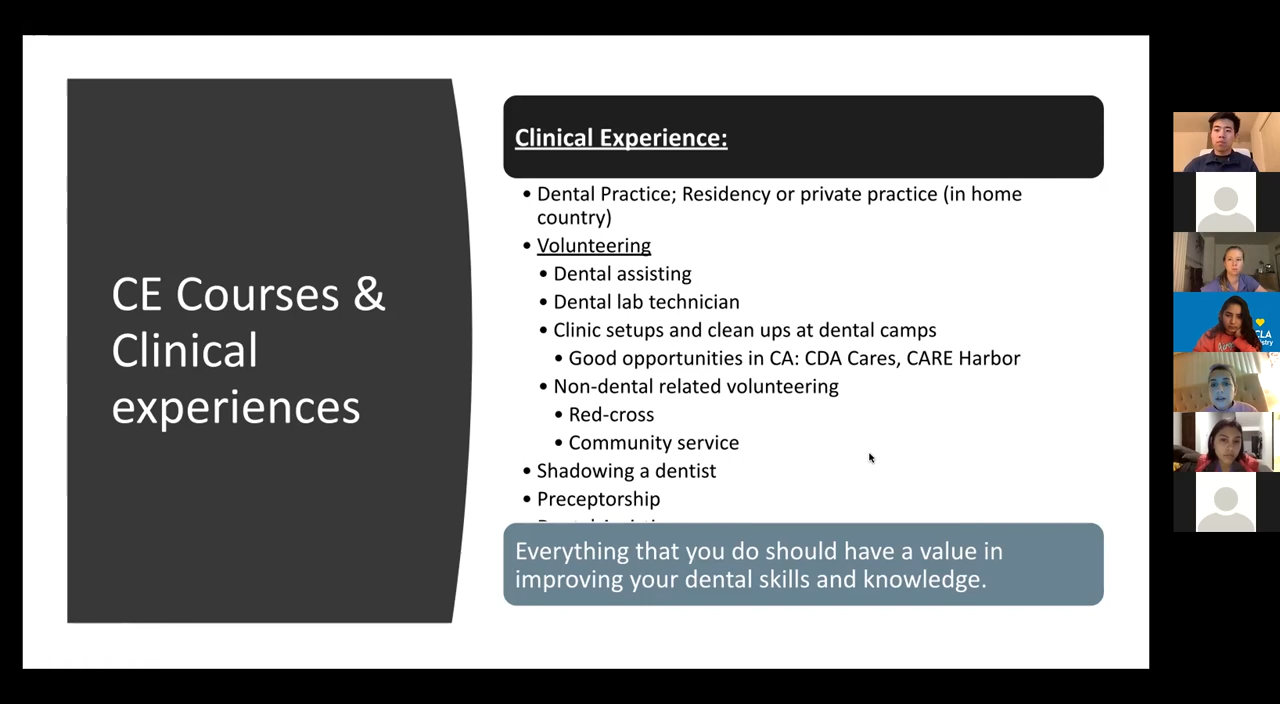 CE Courses &
Clinical
experiences
Clinical Experience:
• Dental Practice; Residency or private practice (in home
country)
• Volunteering
• Dental assisting
• Dental lab technician
• Clinic setups and clean ups at dental camps
• Good opportunities in CA: CDA Cares, CARE Harbor
• Non-dental related volunteering
• Red-cross
• Community service
• Shadowing a dentist
• Preceptorship
Everything that you do should have a value in
improving your dental skills and knowledge.